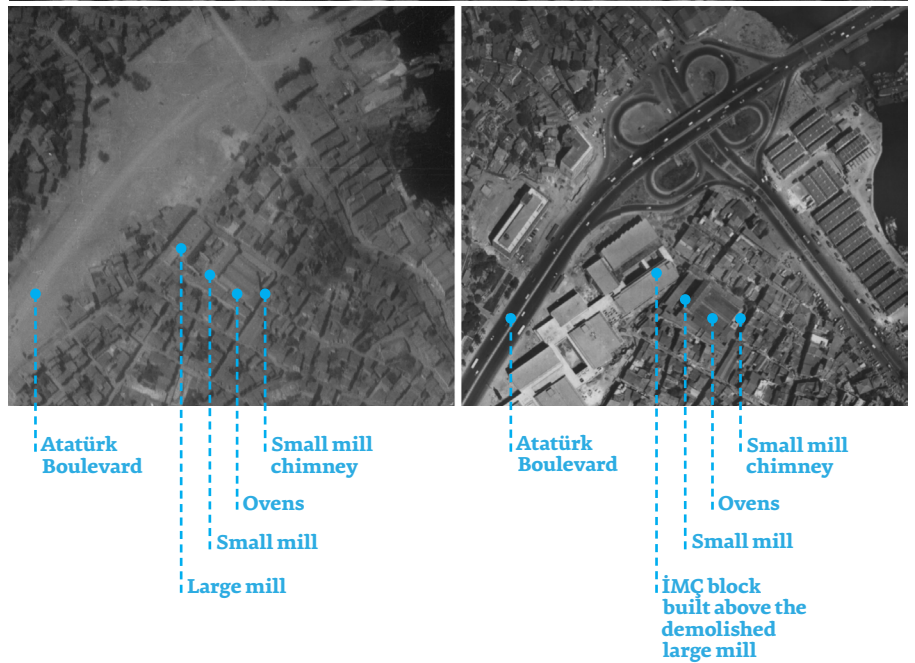 Atatürk
Boulevard
Small mill
chimney
Ovens
Small mill
Large mill
Atatürk
Boulevard
Small mill
chimney
Ovens
Small mill
İMÇ block
built above the
demolished
large mill